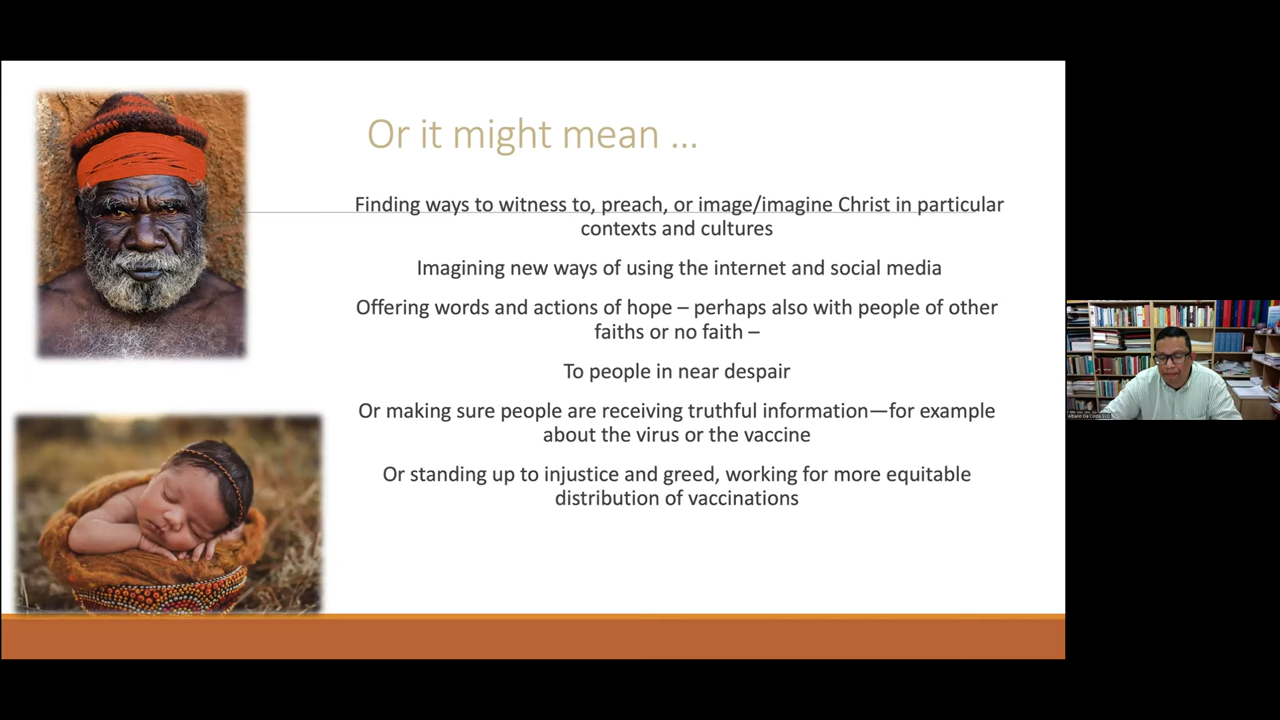 Or it might mean ...
Finding ways to witness to, preach, or image/imagine Christ in particular
contexts and cultures
Imagining new ways of using the internet and social media
Offering words and actions of hope – perhaps also with people of other
faiths or no faith –
To people in near despair
Or making sure people are receiving truthful information—for example
about the virus or the vaccine
Or standing up to injustice and greed, working for more equitable
distribution of vaccinations